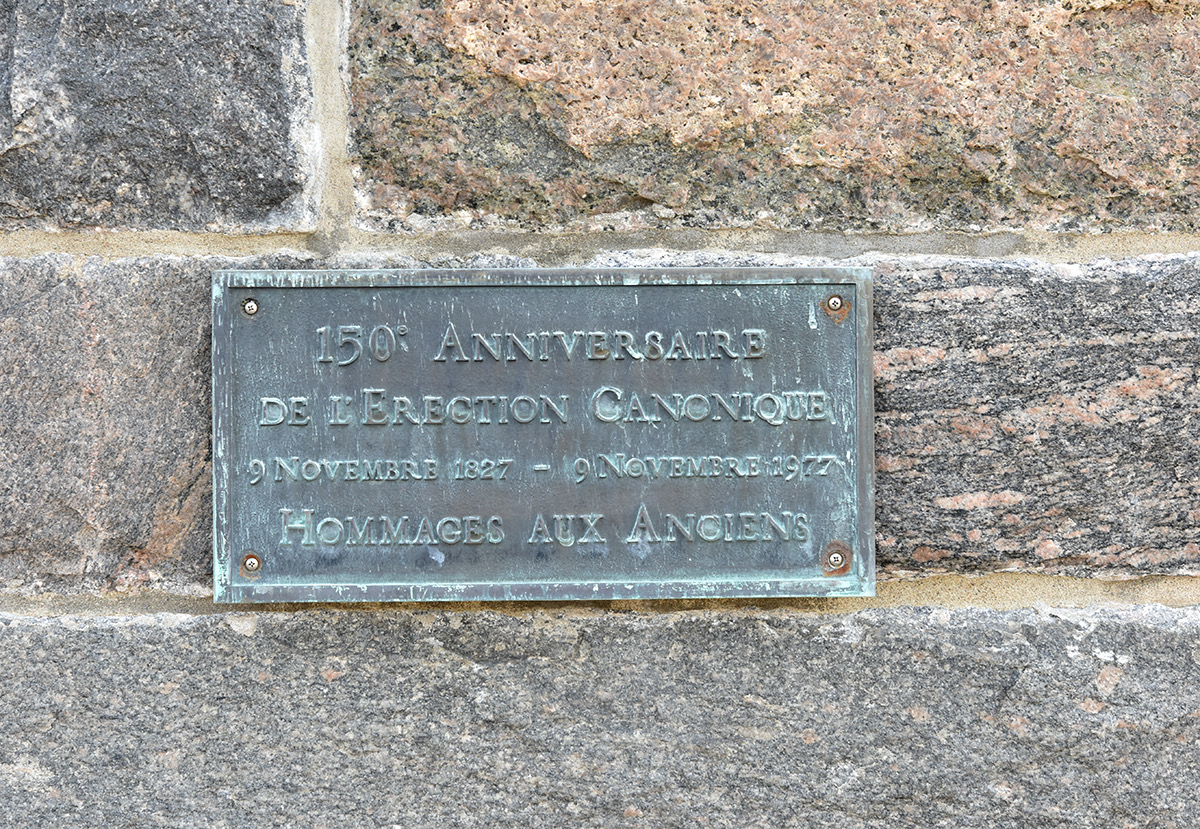 150e Anniversaire
de l'Erection Canonique
9 Novembre 1827 - 9 Novembre 1977
Hommages aux Anciens